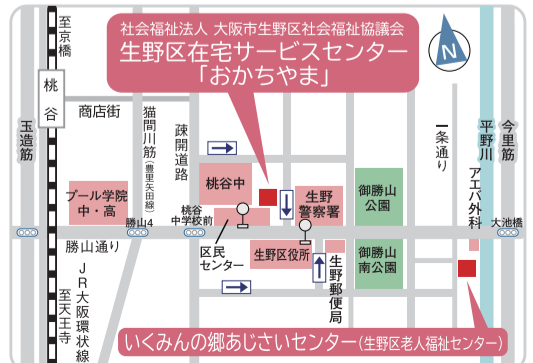 社会福祉法人 大阪市生野区社会福祉協議会
生野区在宅サービスセンター
「おかちやま」
N
至京橋
桃谷
商店街
玉造筋
猫間川筋
(豊里矢田線)
疎開道路
一条通り
平野川
今里筋
プール学院
中・高
桃谷中
生野
警察署
御勝山
公園
アエバ外科
勝山4
桃谷
中学校前
大池橋
勝山通り
区民
センター
生野区役所
生野郵便局
御勝山
南公園
JR大阪環状線
至天王寺
いくみんの郷あじさいセンター(生野区老人福祉センター)